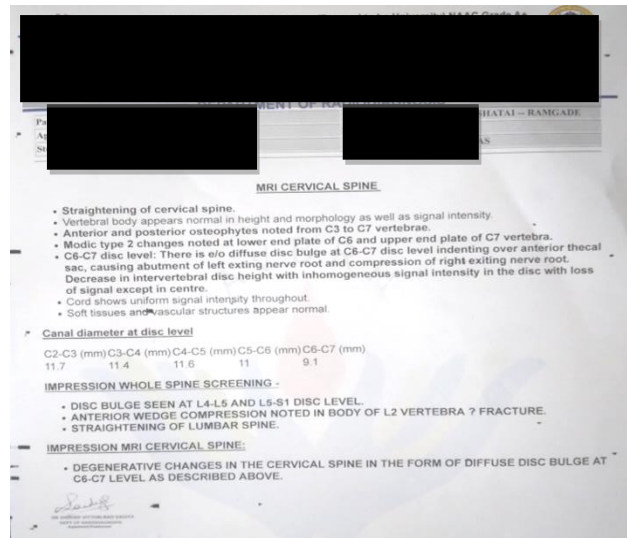 HATAI -- RAMGADE
MRI CERVICAL SPINE
• Straightening of cervical spine.
• Vertebral body appears normal in height and morphology as well as signal intensity.
• Anterior and posterior osteophytes noted from C3 to C7 vertebrae.
• Modic type 2 changes noted at lower end plate of C6 and upper end plate of C7 vertebra.
• C6-C7 disc level: There is e/o diffuse disc bulge at C6-C7 disc level indenting over anterior thecal
sac, causing abutment of left exting nerve root and compression of right exiting nerve root.
Decrease in intervertebral disc height with inhomogeneous signal intensity in the disc with loss
of signal except in centre.
• Cord shows uniform signal intensity throughout.
• Soft tissues and vascular structures appear normal.
Canal diameter at disc level
C2-C3 (mm) C3-C4 (mm) C4-C5 (mm) C5-C6 (mm) C6-C7 (mm)
11.7 11.4 11.6 11 9.1
IMPRESSION WHOLE SPINE SCREENING -
• DISC BULGE SEEN AT L4-L5 AND L5-S1 DISC LEVEL.
• ANTERIOR WEDGE COMPRESSION NOTED IN BODY OF L2 VERTEBRA ? FRACTURE.
• STRAIGHTENING OF LUMBAR SPINE.
IMPRESSION MRI CERVICAL SPINE:
• DEGENERATIVE CHANGES IN THE CERVICAL SPINE IN THE FORM OF DIFFUSE DISC BULGE AT
C6-C7 LEVEL AS DESCRIBED ABOVE.